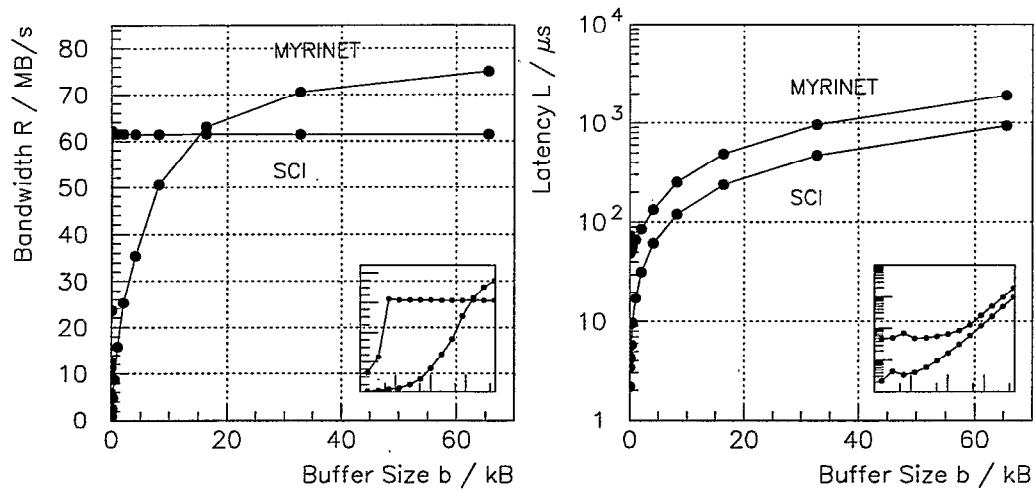 Bandwidth R / MB/s
80
70
60
50
40
30
20
10
0
MYRINET
SCI
0
20
40
60
Buffer Size b / kB
Latency L / μs
10⁴
10³
10²
10
1
MYRINET
SCI
0
20
40
60
Buffer Size b / kB